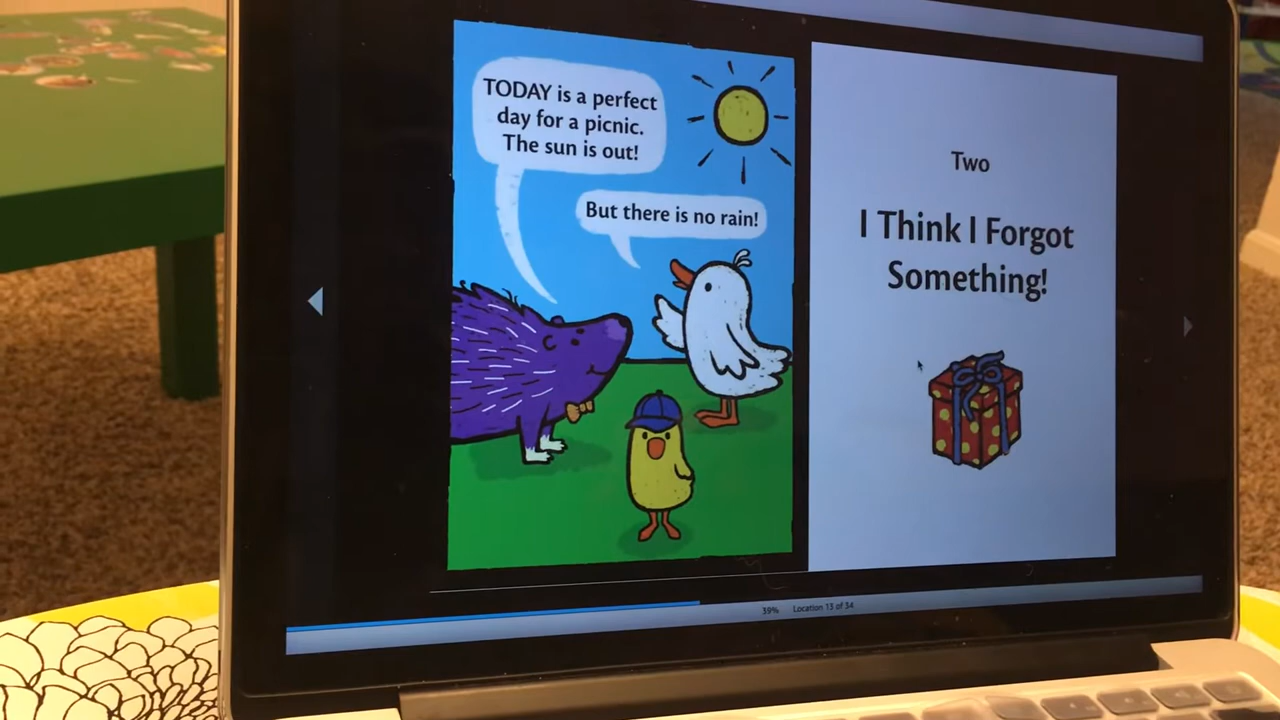 TODAY is a perfect
day for a picnic.
The sun is out!
But there is no rain!
Two
I Think I Forgot
Something!
39% Location 13 of 34